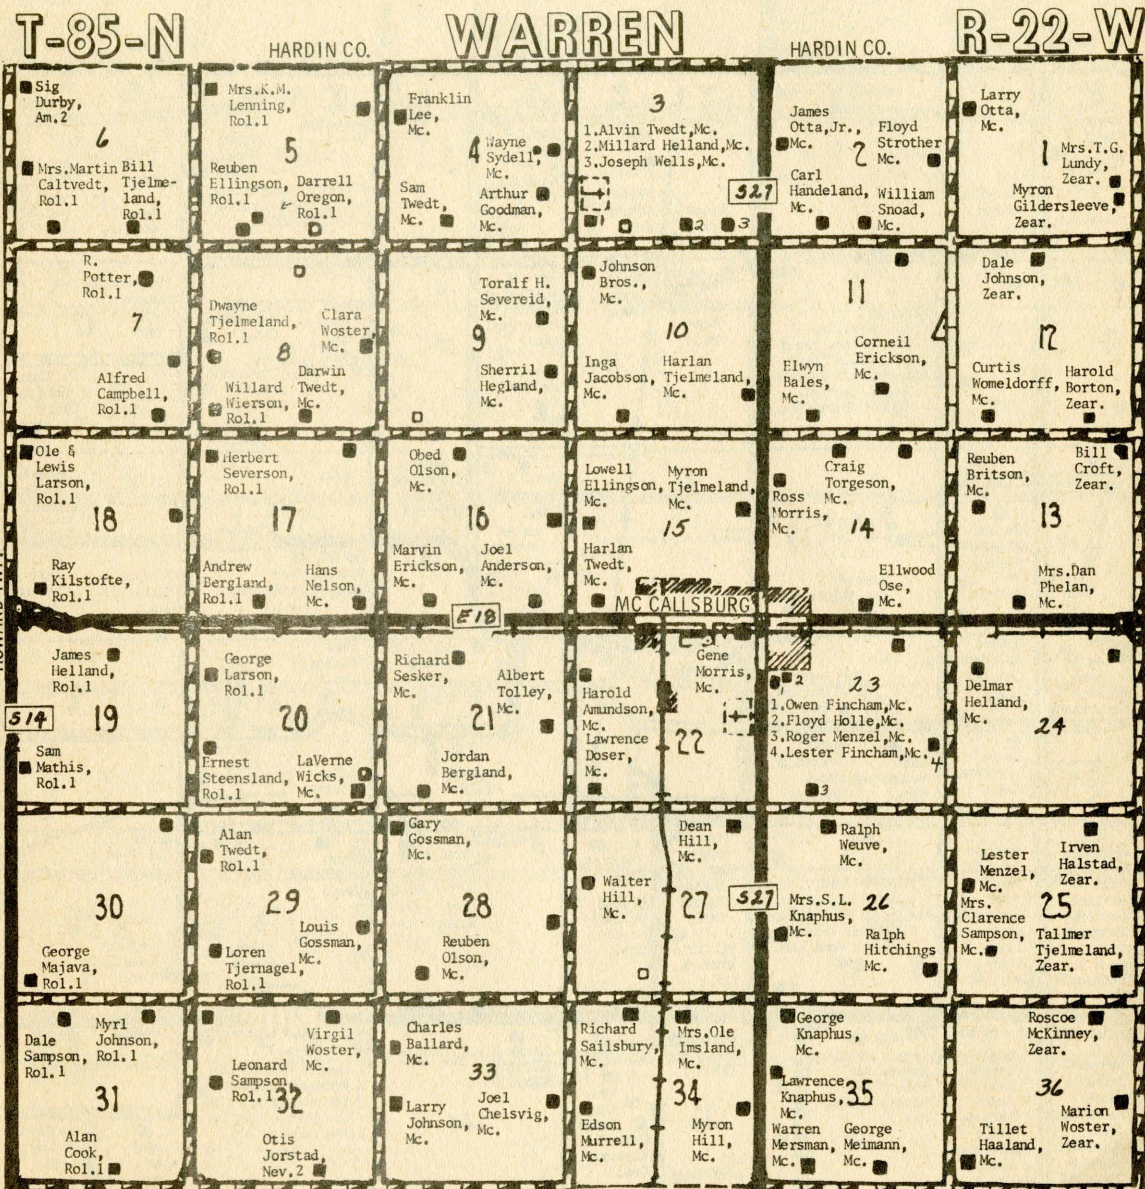 T-85-N
HARDIN CO.
WARREN
HARDIN CO.
R-22-W
Sig
Durby,
Am.2
6
Mrs.Martin
Caltvedt,
Rol.1
Bill
Tjelme-
land,
Rol.1
Mrs.K.M.
Lenning,
Rol.1
5
Reuben
Ellingson,
Rol.1
Darrell
Oregon,
Rol.1
Franklin
Lee,
Mc.
4
Wayne
Sydell,
Mc.
Sam
Twedt,
Mc.
Arthur
Goodman,
Mc.
3
1.Alvin Twedt,Mc.
2.Millard Helland,Mc.
3.Joseph Wells,Mc.
S27
1
2
3
James
Otta,Jr.,
Mc.
2
Floyd
Strother
Mc.
Carl
Handeland,
Mc.
William
Snoad,
Mc.
Larry
Otta,
Mc.
1
Mrs.T.G.
Lundy,
Zear.
Myron
Gildersleeve,
Zear.
R.
Potter,
Rol.1
7
Alfred
Campbell,
Rol.1
Dwayne
Tjelmeland,
Rol.1
Clara
Woster,
Mc.
8
Willard
Wierson,
Rol.1
Darwin
Twedt,
Mc.
Toralf H.
Severeid,
Mc.
9
Sherril
Hegland,
Mc.
Johnson
Bros.,
Mc.
10
Inga
Jacobson,
Mc.
Harlan
Tjelmeland,
Mc.
11
Corneil
Erickson,
Mc.
Elwyn
Bales,
Mc.
Dale
Johnson,
Zear.
12
Curtis
Womeldorff,
Mc.
Harold
Borton,
Zear.
Ole &
Lewis
Larson,
Rol.1
18
Ray
Kilstofte,
Rol.1
Herbert
Severson,
Rol.1
17
Andrew
Bergland,
Rol.1
Hans
Nelson,
Mc.
Obed
Olson,
Mc.
16
Marvin
Erickson,
Mc.
Joel
Anderson,
Mc.
Lowell
Ellingson,
Mc.
Myron
Tjelmeland,
Mc.
15
Harlan
Twedt,
Mc.
Craig
Torgeson,
Mc.
Ross
Morris,
Mc.
14
Ellwood
Ose,
Mc.
Reuben
Britson,
Mc.
Bill
Croft,
Zear.
13
Mrs.Dan
Phelan,
Mc.
E18
MC CALLSBURG
James
Helland,
Rol.1
S14
19
Sam
Mathis,
Rol.1
George
Larson,
Rol.1
20
Ernest
Steensland,
Rol.1
LaVerne
Wicks,
Mc.
Richard
Sesker,
Mc.
Albert
Tolley,
Mc.
21
Jordan
Bergland,
Mc.
Gene
Morris,
Mc.
Harold
Amundson,
Mc.
Lawrence
Doser,
Mc.
22
1
2
23
1.Owen Fincham,Mc.
2.Floyd Holle,Mc.
3.Roger Menzel,Mc.
4.Lester Fincham,Mc.
4
3
Delmar
Helland,
Mc.
24
30
George
Majava,
Rol.1
Alan
Twedt,
Rol.1
29
Louis
Gossman,
Mc.
Loren
Tjernagel,
Rol.1
Gary
Gossman,
Mc.
28
Reuben
Olson,
Mc.
Dean
Hill,
Mc.
Walter
Hill,
Mc.
27
S27
Ralph
Weuve,
Mc.
Mrs.S.L.
Knaphus,
Mc.
26
Ralph
Hitchings
Mc.
Lester
Menzel,
Mc.
Irven
Halstad,
Zear.
Mrs.
Clarence
Sampson,
Mc.
25
Tallmer
Tjelmeland,
Zear.
Dale
Sampson,
Rol.1
Myrl
Johnson,
Rol.1
31
Alan
Cook,
Rol.1
Virgil
Woster,
Mc.
Leonard
Sampson,
Rol.1
32
Otis
Jorstad,
Nev.2
Charles
Ballard,
Mc.
33
Larry
Johnson,
Mc.
Joel
Chelsvig,
Mc.
Richard
Sailsbury,
Mc.
Mrs.Ole
Imsland,
Mc.
34
Edson
Murrell,
Mc.
Myron
Hill,
Mc.
George
Knaphus,
Mc.
Lawrence
Knaphus,
Mc.
35
Warren
Mersman,
Mc.
George
Meimann,
Mc.
Roscoe
McKinney,
Zear.
36
Marion
Woster,
Zear.
Tillet
Haaland,
Mc.